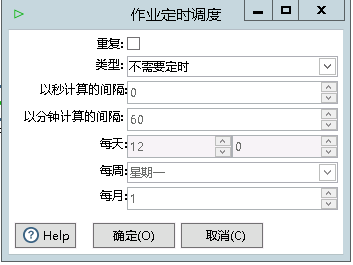 作业定时调度
重复:
类型: 不需要定时
以秒计算的间隔: 0
以分钟计算的间隔: 60
每天: 12 0
每周: 星期一
每月: 1
Help 确定(O) 取消(C)